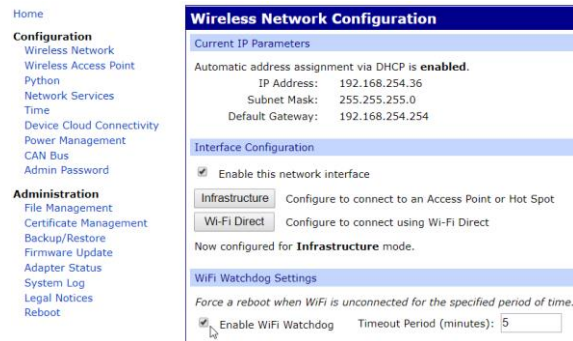 Home
Configuration
Wireless Network
Wireless Access Point
Python
Network Services
Time
Device Cloud Connectivity
Power Management
CAN Bus
Admin Password
Administration
File Management
Certificate Management
Backup/Restore
Firmware Update
Adapter Status
System Log
Legal Notices
Reboot
Wireless Network Configuration
Current IP Parameters
Automatic address assignment via DHCP is enabled.
IP Address: 192.168.254.36
Subnet Mask: 255.255.255.0
Default Gateway: 192.168.254.254
Interface Configuration
Enable this network interface
Infrastructure Configure to connect to an Access Point or Hot Spot
Wi-Fi Direct Configure to connect using Wi-Fi Direct
Now configured for Infrastructure mode.
WiFi Watchdog Settings
Force a reboot when WiFi is unconnected for the specified period of time.
Enable WiFi Watchdog Timeout Period (minutes): 5